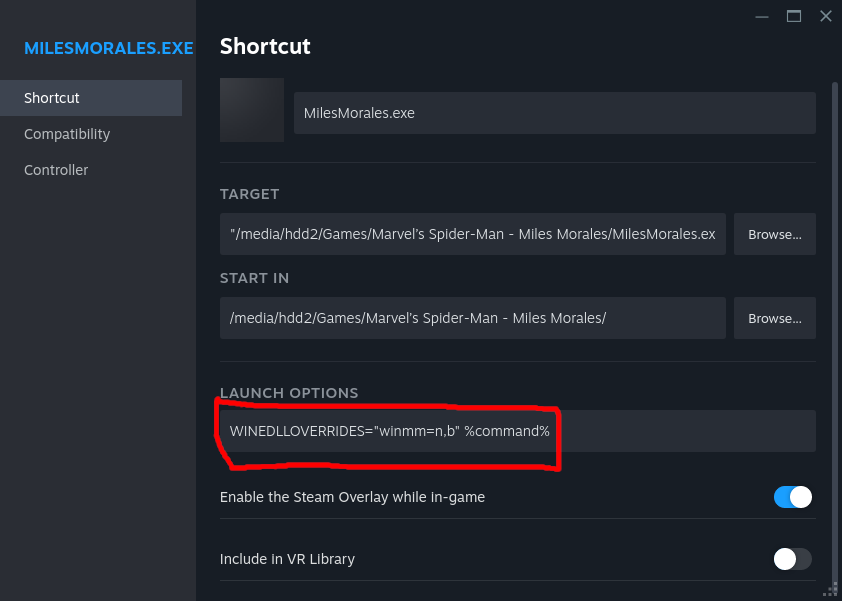 MILESMORALES.EXE
Shortcut
Compatibility
Controller
Shortcut
MilesMorales.exe
TARGET
"/media/hdd2/Games/Marvel's Spider-Man - Miles Morales/MilesMorales.ex
Browse...
START IN
/media/hdd2/Games/Marvel's Spider-Man - Miles Morales/
Browse...
LAUNCH OPTIONS
WINEDLLOVERRIDES="winmm=n,b" %command%
Enable the Steam Overlay while in-game
Include in VR Library